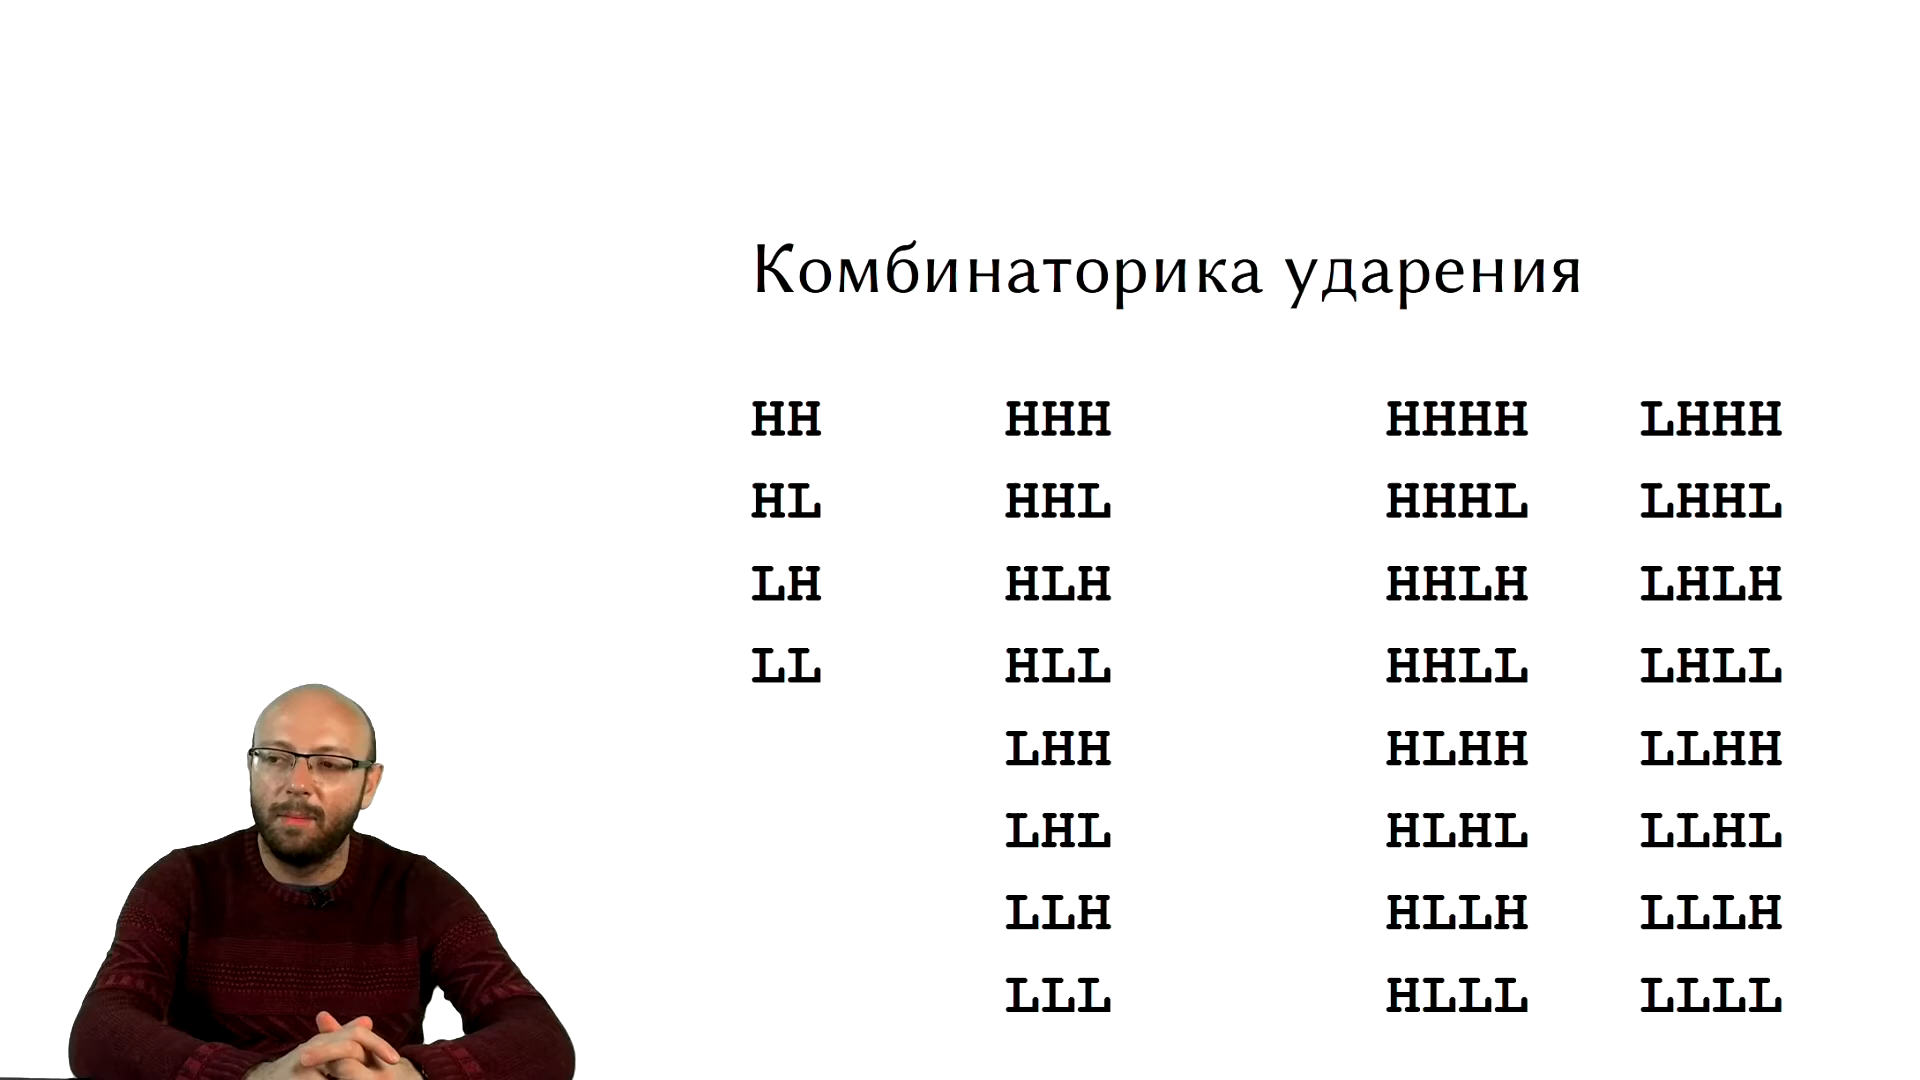 Комбинаторика ударения
HH HHH HHHH LHHH
HL HHL HHHL LHHL
LH HLH HHLH LHLH
LL HLL HHLL LHLL
LHH HLHH LLHH
LHL HLHL LLHL
LLH HLLH LLLH
LLL HLLL LLLL